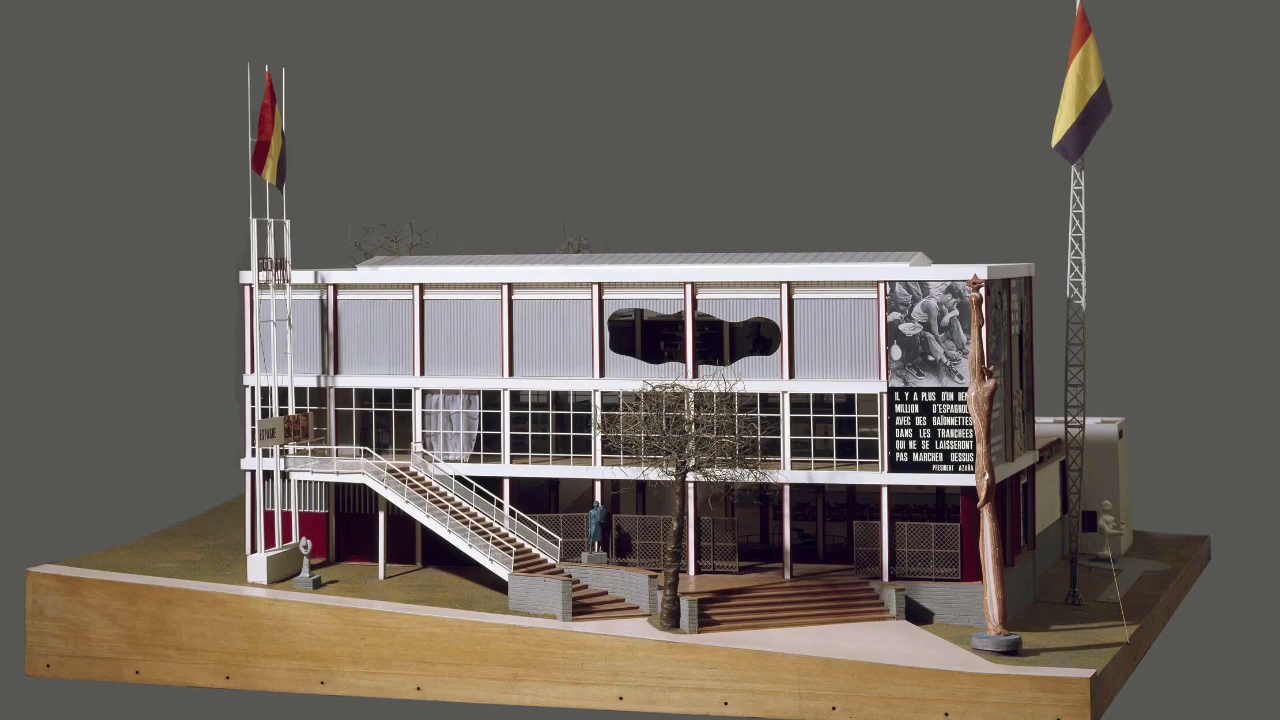 ESPAGNE
IL Y A PLUS D'UN DEMI
MILLION D'ESPAGNOLS
AVEC DES BAÏONNETTES
DANS LES TRANCHÉES
QUI NE SE LAISSERONT
PAS MARCHER DESSUS
PRESIDENT AZAÑA